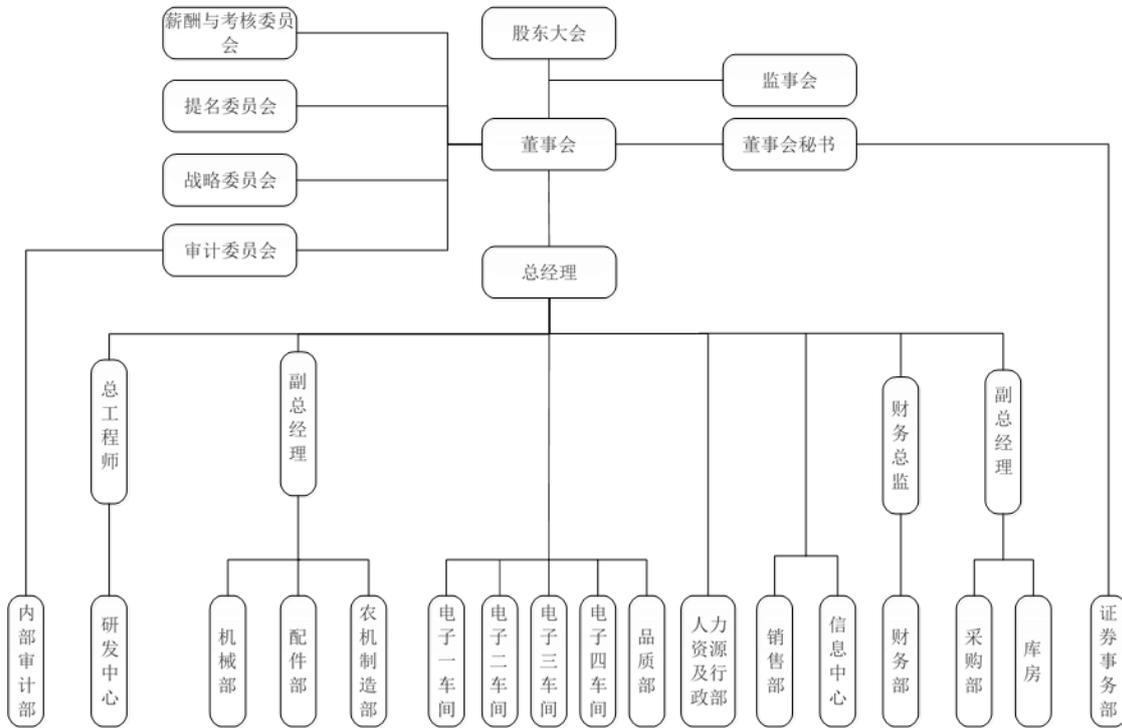 薪酬与考核委员
会
股东大会
监事会
提名委员会
董事会
董事会秘书
战略委员会
审计委员会
总经理
总工程师
副总经理
财务总监
副总经理
内部审计部
研发中心
机械部
配件部
农机制造部
电子一车间
电子二车间
电子三车间
电子四车间
品质部
人力
资源
及行
政部
销售部
信息中心
财务部
采购部
库房
证券事务部